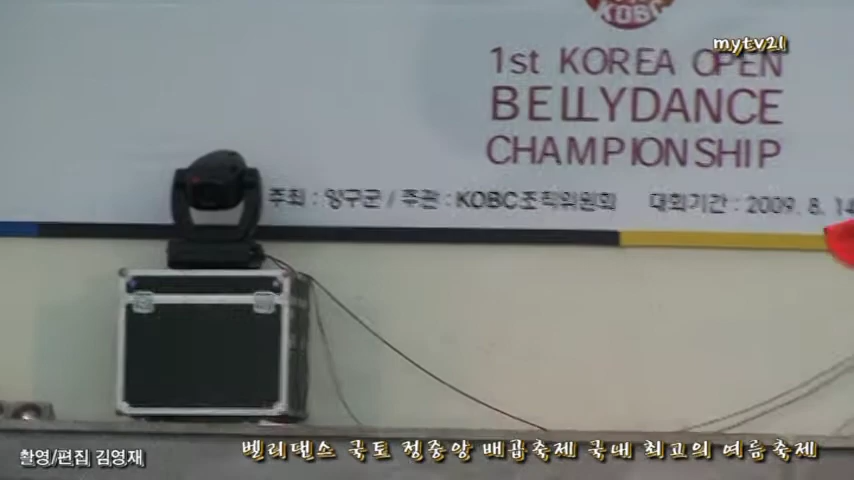 KOBC
mytv21
1st KOREA OPEN
BELLYDANCE
CHAMPIONSHIP
주최 : 양구군 / 주관 : KOBC조직위원회 대회기간 : 2009. 8. 14
벨리댄스 국토 정중앙 배꼽축제 국내 최고의 여름축제
촬영/편집 김영재